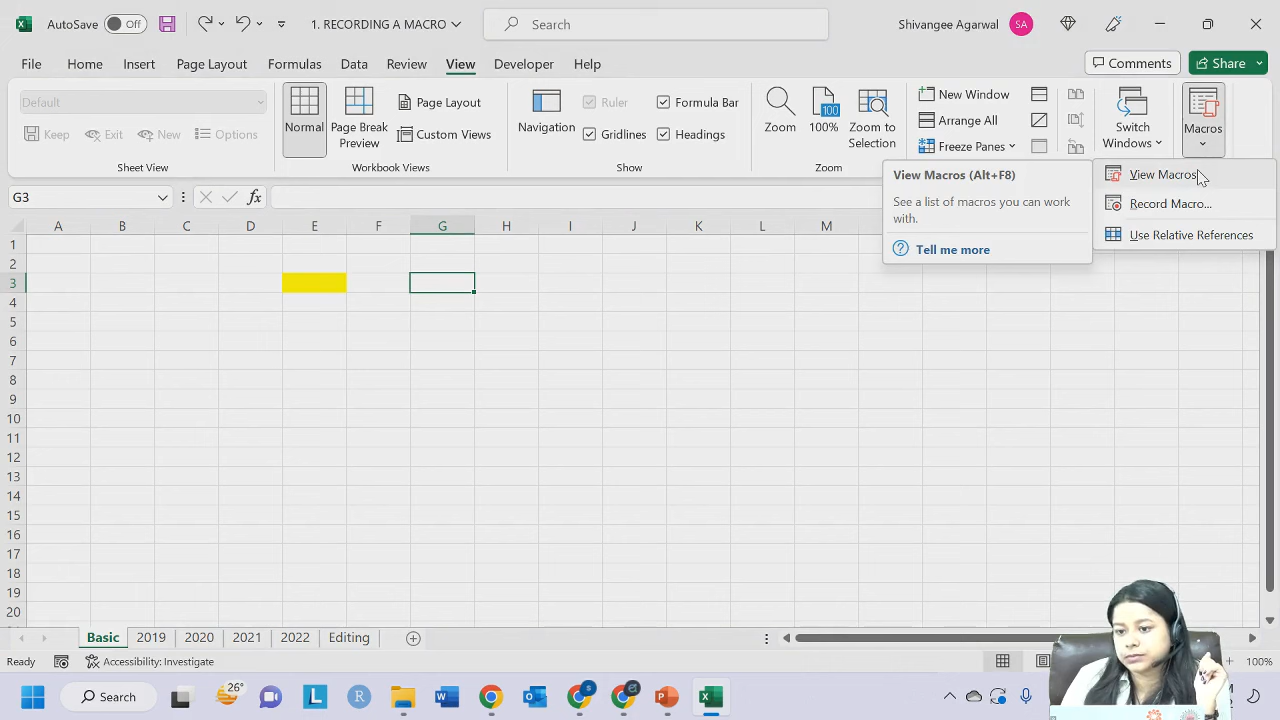 AutoSave Off 1. RECORDING A MACRO Search Shivangee Agarwal SA
File Home Insert Page Layout Formulas Data Review View Developer Help Comments Share
Default
Keep Exit New Options
Sheet View
Normal
Page Break
Preview
Page Layout
Custom Views
Workbook Views
Navigation
Ruler
Formula Bar
Gridlines
Headings
Show
Zoom
100
100%
Zoom to
Selection
Zoom
New Window
Arrange All
Freeze Panes
Switch
Windows
Macros
View Macros (Alt+F8)
See a list of macros you can work
with.
Tell me more
View Macros
Record Macro...
Use Relative References
G3 fx
A B C D E F G H I J K L M
1
2
3
4
5
6
7
8
9
10
11
12
13
14
15
16
17
18
19
20
Basic 2019 2020 2021 2022 Editing
Ready Accessibility: Investigate 100%
26° Search